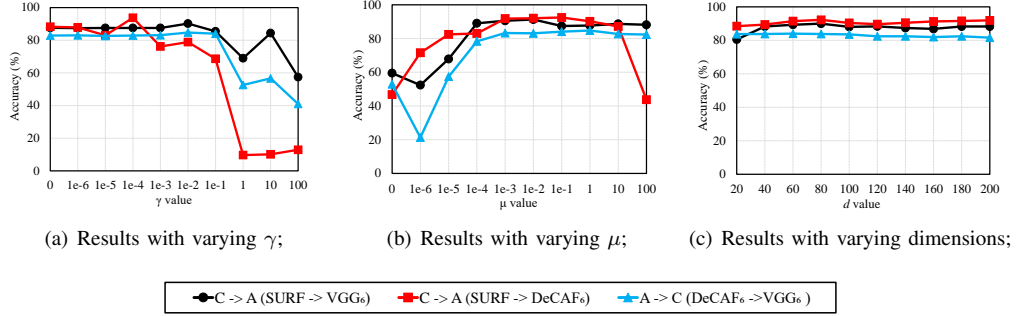 100
80
60
40
20
0
Accuracy (%)
0 1e-6 1e-5 1e-4 1e-3 1e-2 1e-1 1 10 100
γ value
(a) Results with varying γ;
100
80
60
40
20
0
Accuracy (%)
0 1e-6 1e-5 1e-4 1e-3 1e-2 1e-1 1 10 100
μ value
(b) Results with varying μ;
100
80
60
40
20
0
Accuracy (%)
20 40 60 80 100 120 140 160 180 200
d value
(c) Results with varying dimensions;
C -> A (SURF -> VGG₆) C -> A (SURF -> DeCAF₆) A -> C (DeCAF₆ ->VGG₆ )